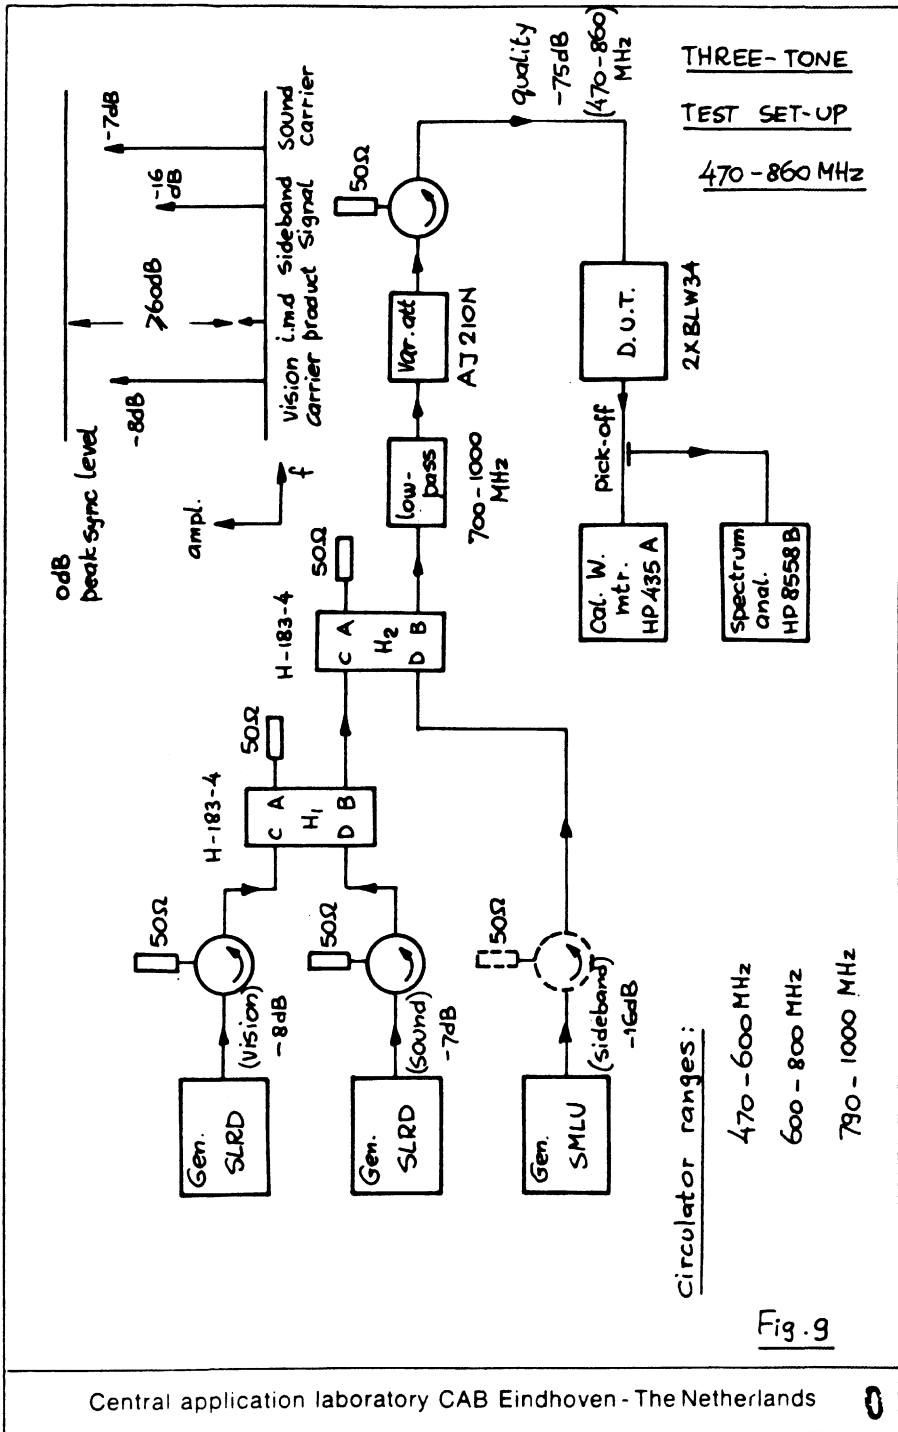 THREE-TONE
TEST SET-UP
470-860 MHz
0dB
peak sync level
-8dB
≥60dB
-16
dB
-7dB
Vision
carrier
i.m.d
product
sideband
signal
sound
carrier
ampl.
f
Gen.
SLRD
(vision)
-8dB
50Ω
Gen.
SLRD
(sound)
-7dB
50Ω
Gen.
SMLU
(sideband)
-16dB
50Ω
H-183-4
C A
H1
D B
50Ω
H-183-4
C A
H2
D B
50Ω
low-
pass
700-1000
MHz
Var. att
AJ 210N
50Ω
quality
-75dB
(470-860)
MHz
D.U.T.
2XBLW34
pick-off
Cal. W.
mtr.
HP 435 A
spectrum
anal.
HP 8558 B
Circulator ranges:
470-600 MHz
600-800 MHz
790-1000 MHz
Fig. 9
Central application laboratory CAB Eindhoven - The Netherlands